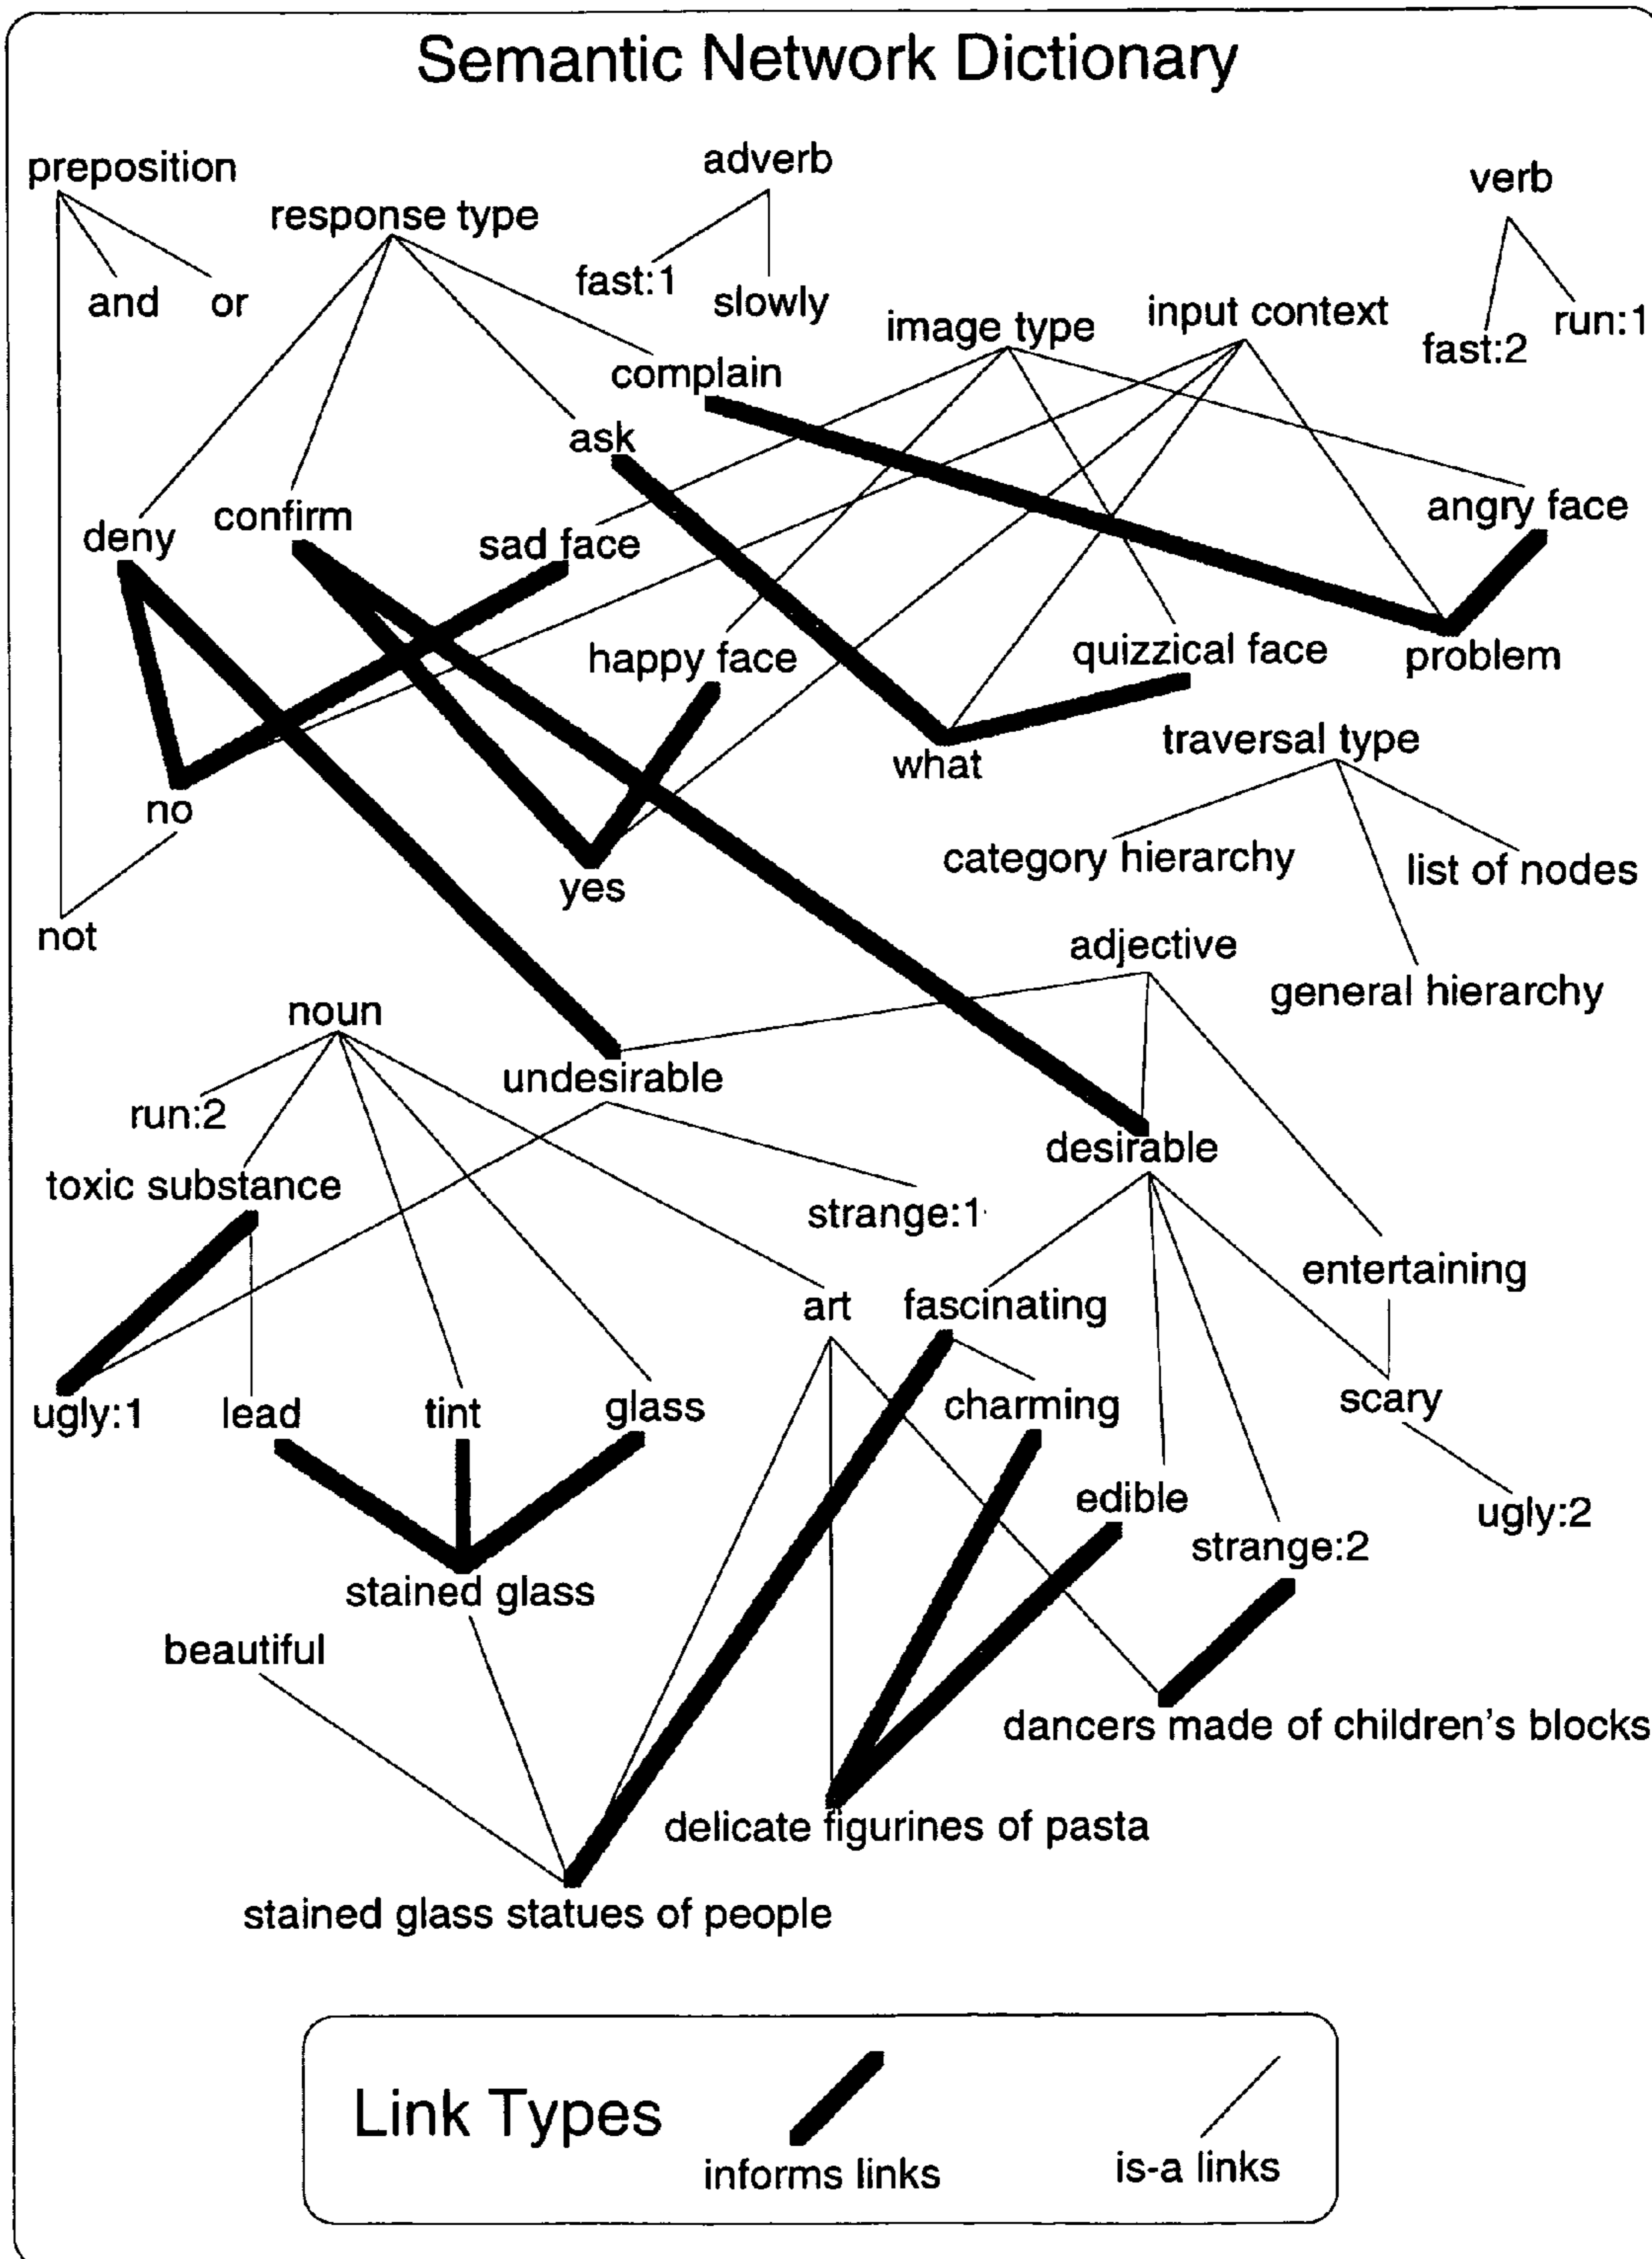 Semantic Network Dictionary
preposition
adverb
verb
response type
and
or
fast:1
slowly
image type
input context
fast:2
run:1
complain
ask
deny
confirm
sad face
angry face
happy face
quizzical face
problem
what
traversal type
no
yes
category hierarchy
list of nodes
not
adjective
general hierarchy
noun
undesirable
run:2
desirable
toxic substance
strange:1
entertaining
art
fascinating
ugly:1
lead
tint
glass
charming
scary
edible
ugly:2
strange:2
stained glass
beautiful
dancers made of children's blocks
delicate figurines of pasta
stained glass statues of people
Link Types
informs links
is-a links